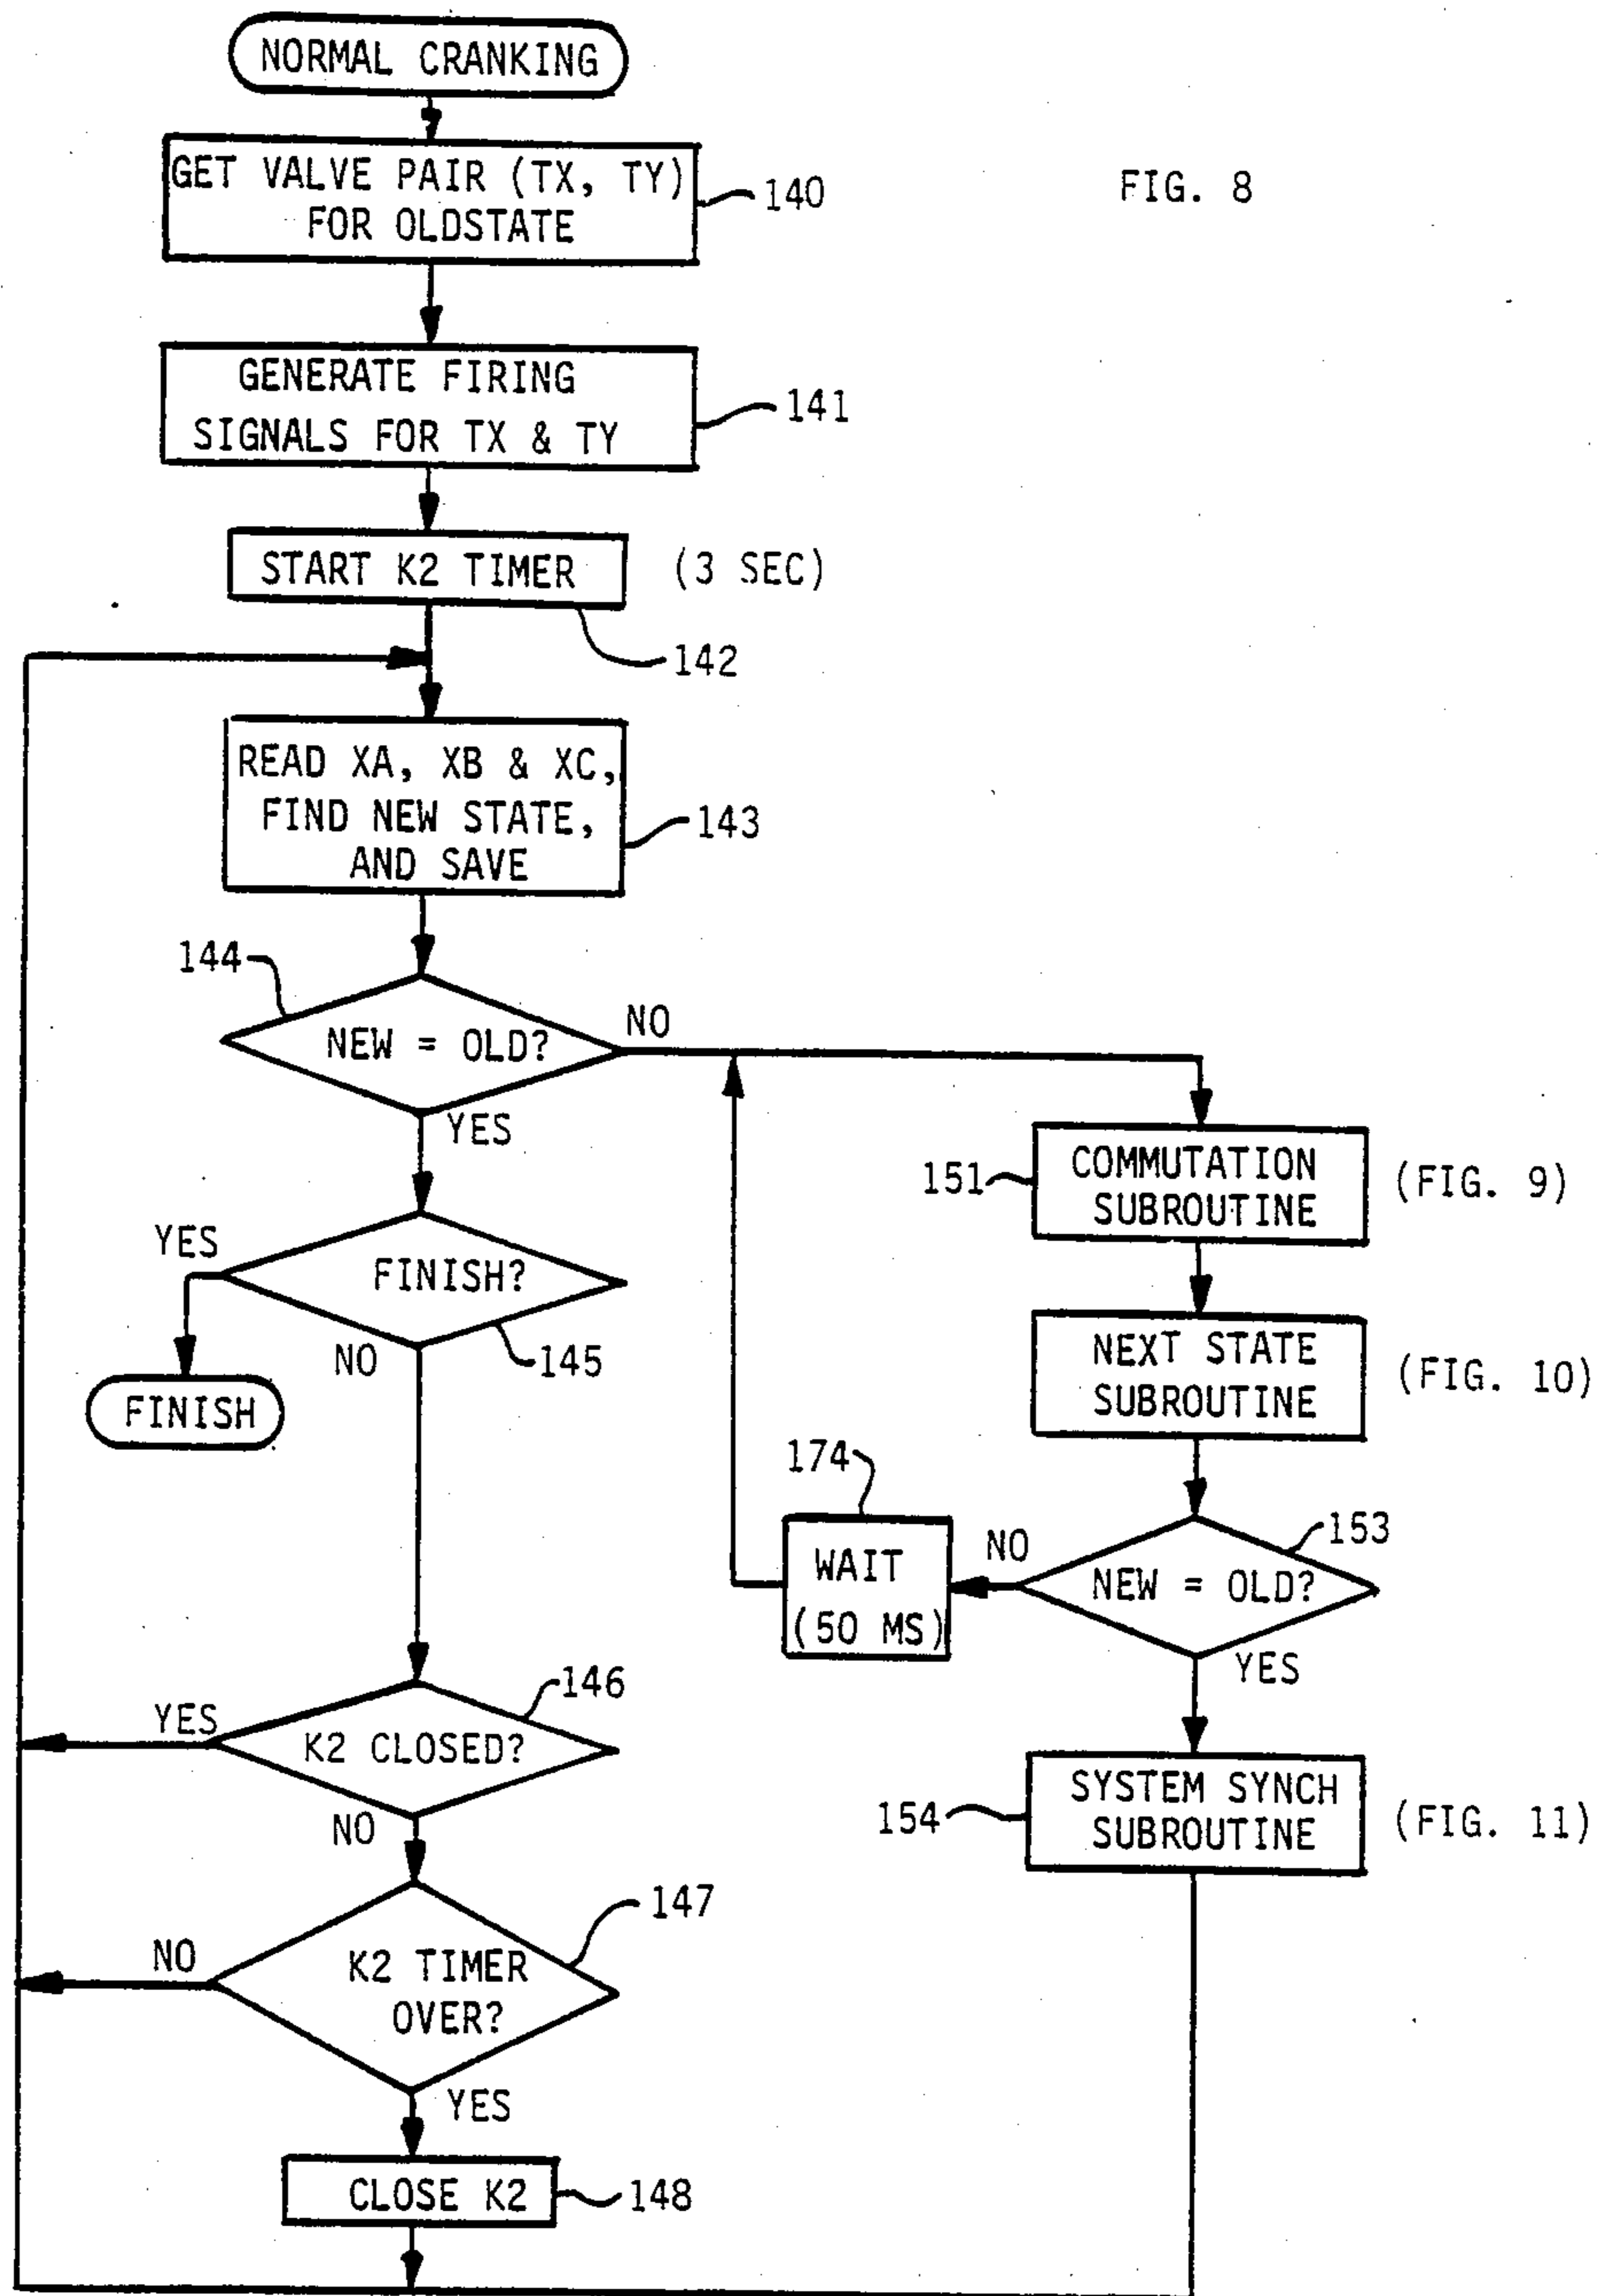 NORMAL CRANKING
GET VALVE PAIR (TX, TY)
FOR OLDSTATE
140
FIG. 8
GENERATE FIRING
SIGNALS FOR TX & TY
141
START K2 TIMER
(3 SEC)
142
READ XA, XB & XC,
FIND NEW STATE,
AND SAVE
143
144
NEW = OLD?
NO
YES
151
COMMUTATION
SUBROUTINE
(FIG. 9)
YES
FINISH?
145
NO
FINISH
NEXT STATE
SUBROUTINE
(FIG. 10)
174
WAIT
(50 MS)
NO
153
NEW = OLD?
YES
146
YES
K2 CLOSED?
NO
154
SYSTEM SYNCH
SUBROUTINE
(FIG. 11)
147
NO
K2 TIMER
OVER?
YES
CLOSE K2
148